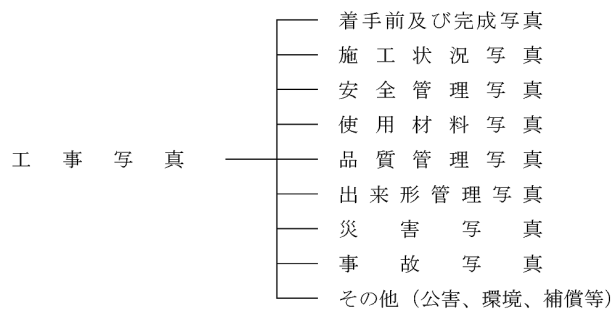 着手前及び完成写真
施工状況写真
安全管理写真
使用材料写真
工事写真
品質管理写真
出来形管理写真
災害写真
事故写真
その他（公害、環境、補償等）